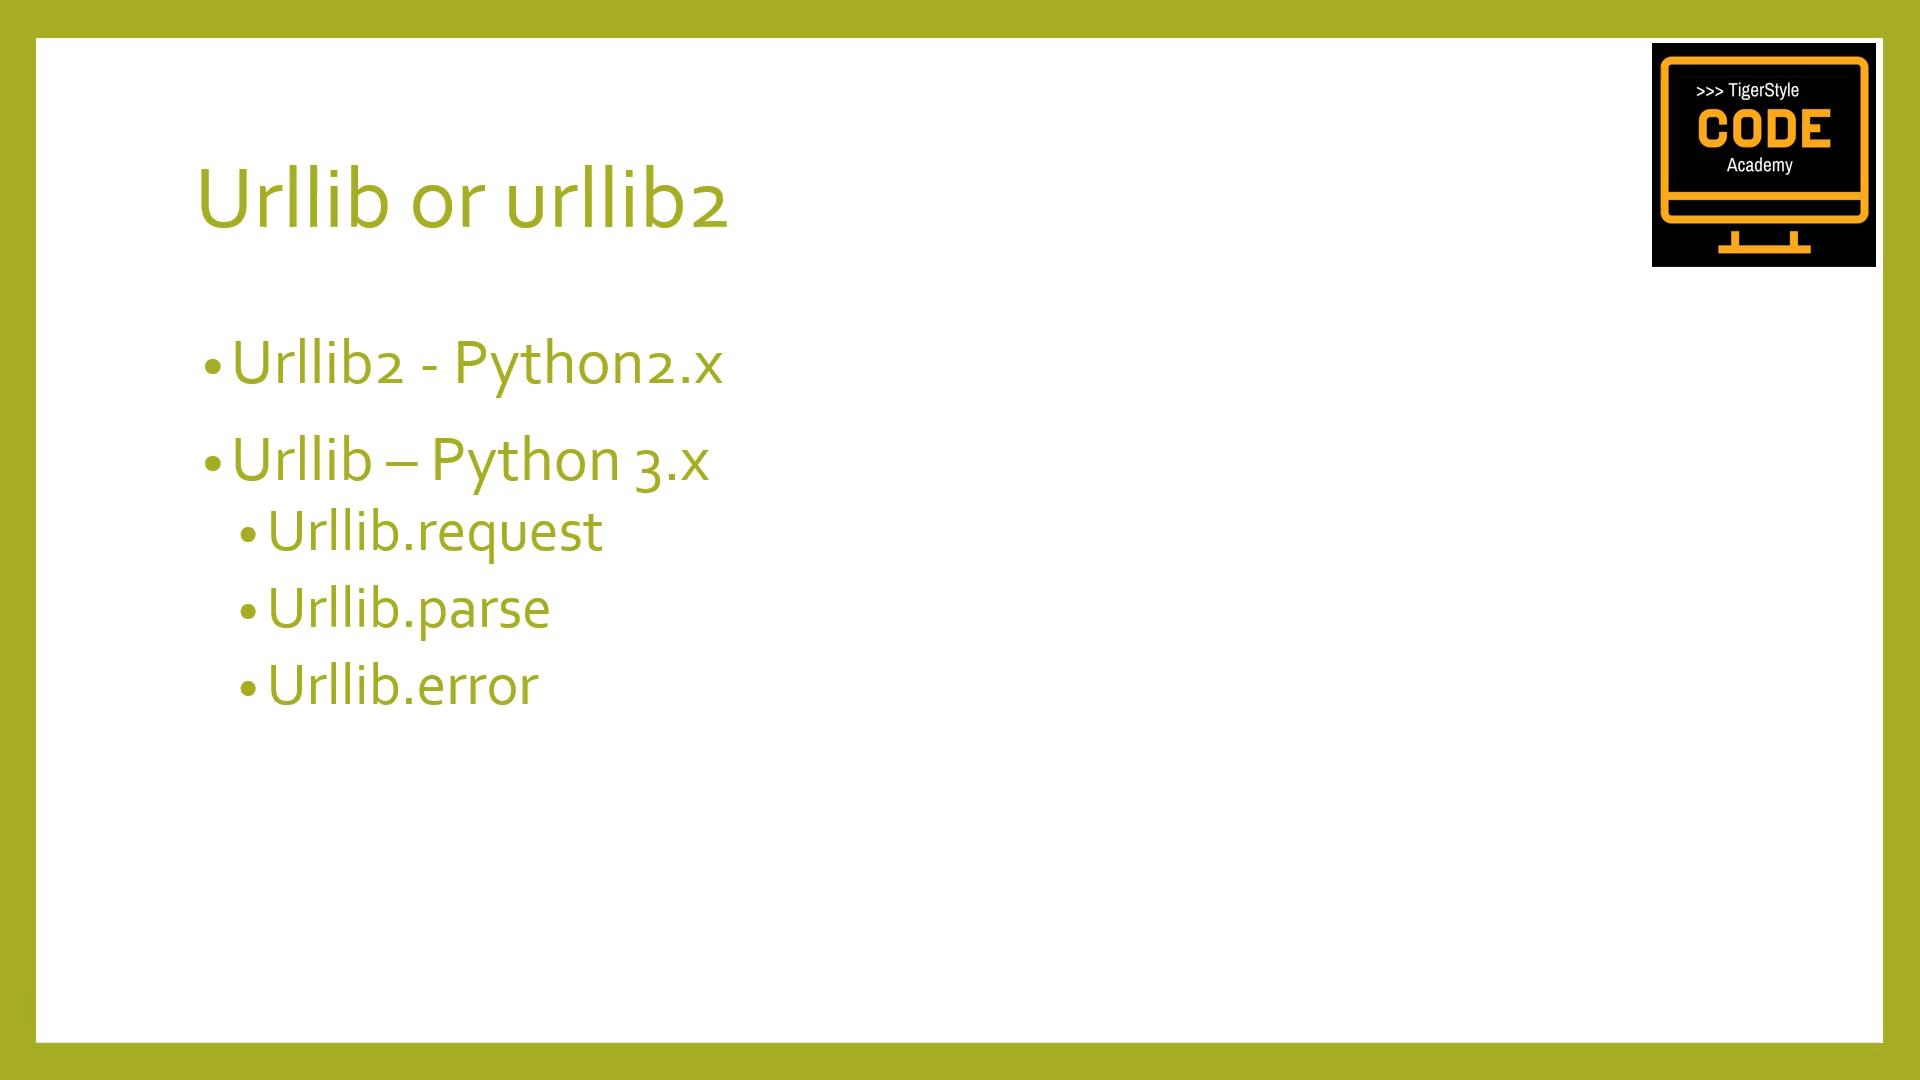 >>> TigerStyle
CODE
Academy
Urllib or urllib2
• Urllib2 - Python2.x
• Urllib – Python 3.x
• Urllib.request
• Urllib.parse
• Urllib.error